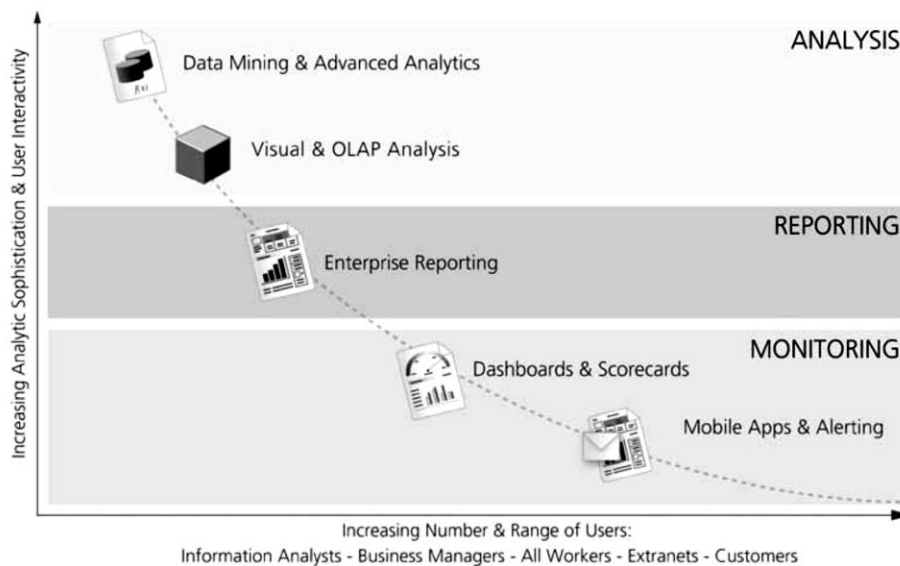 ANALYSIS
Data Mining & Advanced Analytics
f(x)
Visual & OLAP Analysis
REPORTING
Enterprise Reporting
MONITORING
Dashboards & Scorecards
Mobile Apps & Alerting
Increasing Analytic Sophistication & User Interactivity
Increasing Number & Range of Users:
Information Analysts - Business Managers - All Workers - Extranets - Customers